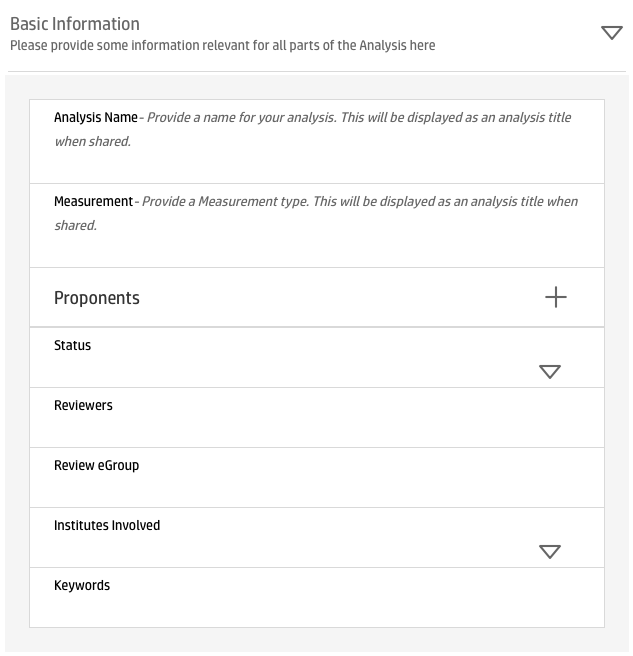 Basic Information
Please provide some information relevant for all parts of the Analysis here
Analysis Name - Provide a name for your analysis. This will be displayed as an analysis title
when shared.
Measurement - Provide a Measurement type. This will be displayed as an analysis title when
shared.
Proponents
Status
Reviewers
Review eGroup
Institutes Involved
Keywords